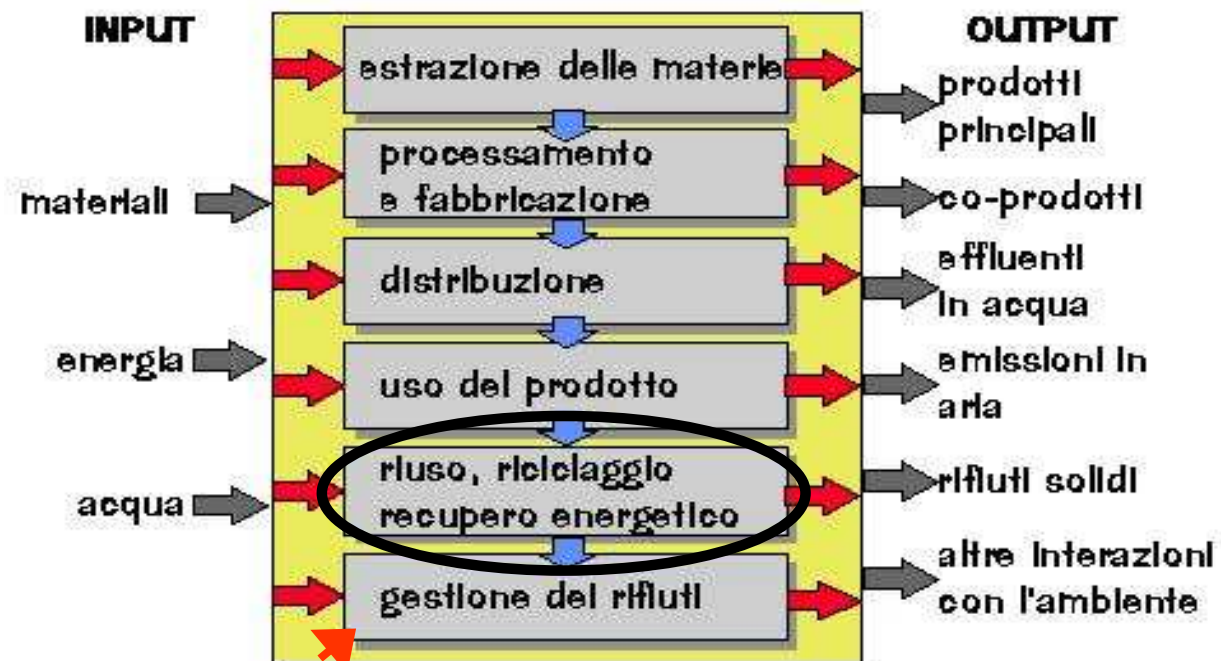 INPUT
OUTPUT
estrazione delle materie
processamento
e fabbricazione
distribuzione
uso del prodotto
riuso, riciclaggio
recupero energetico
gestione dei rifiuti
materiali
energia
acqua
prodotti
principali
co-prodotti
effluenti
in acqua
emissioni in
aria
rifiuti solidi
altre interazioni
con l'ambiente